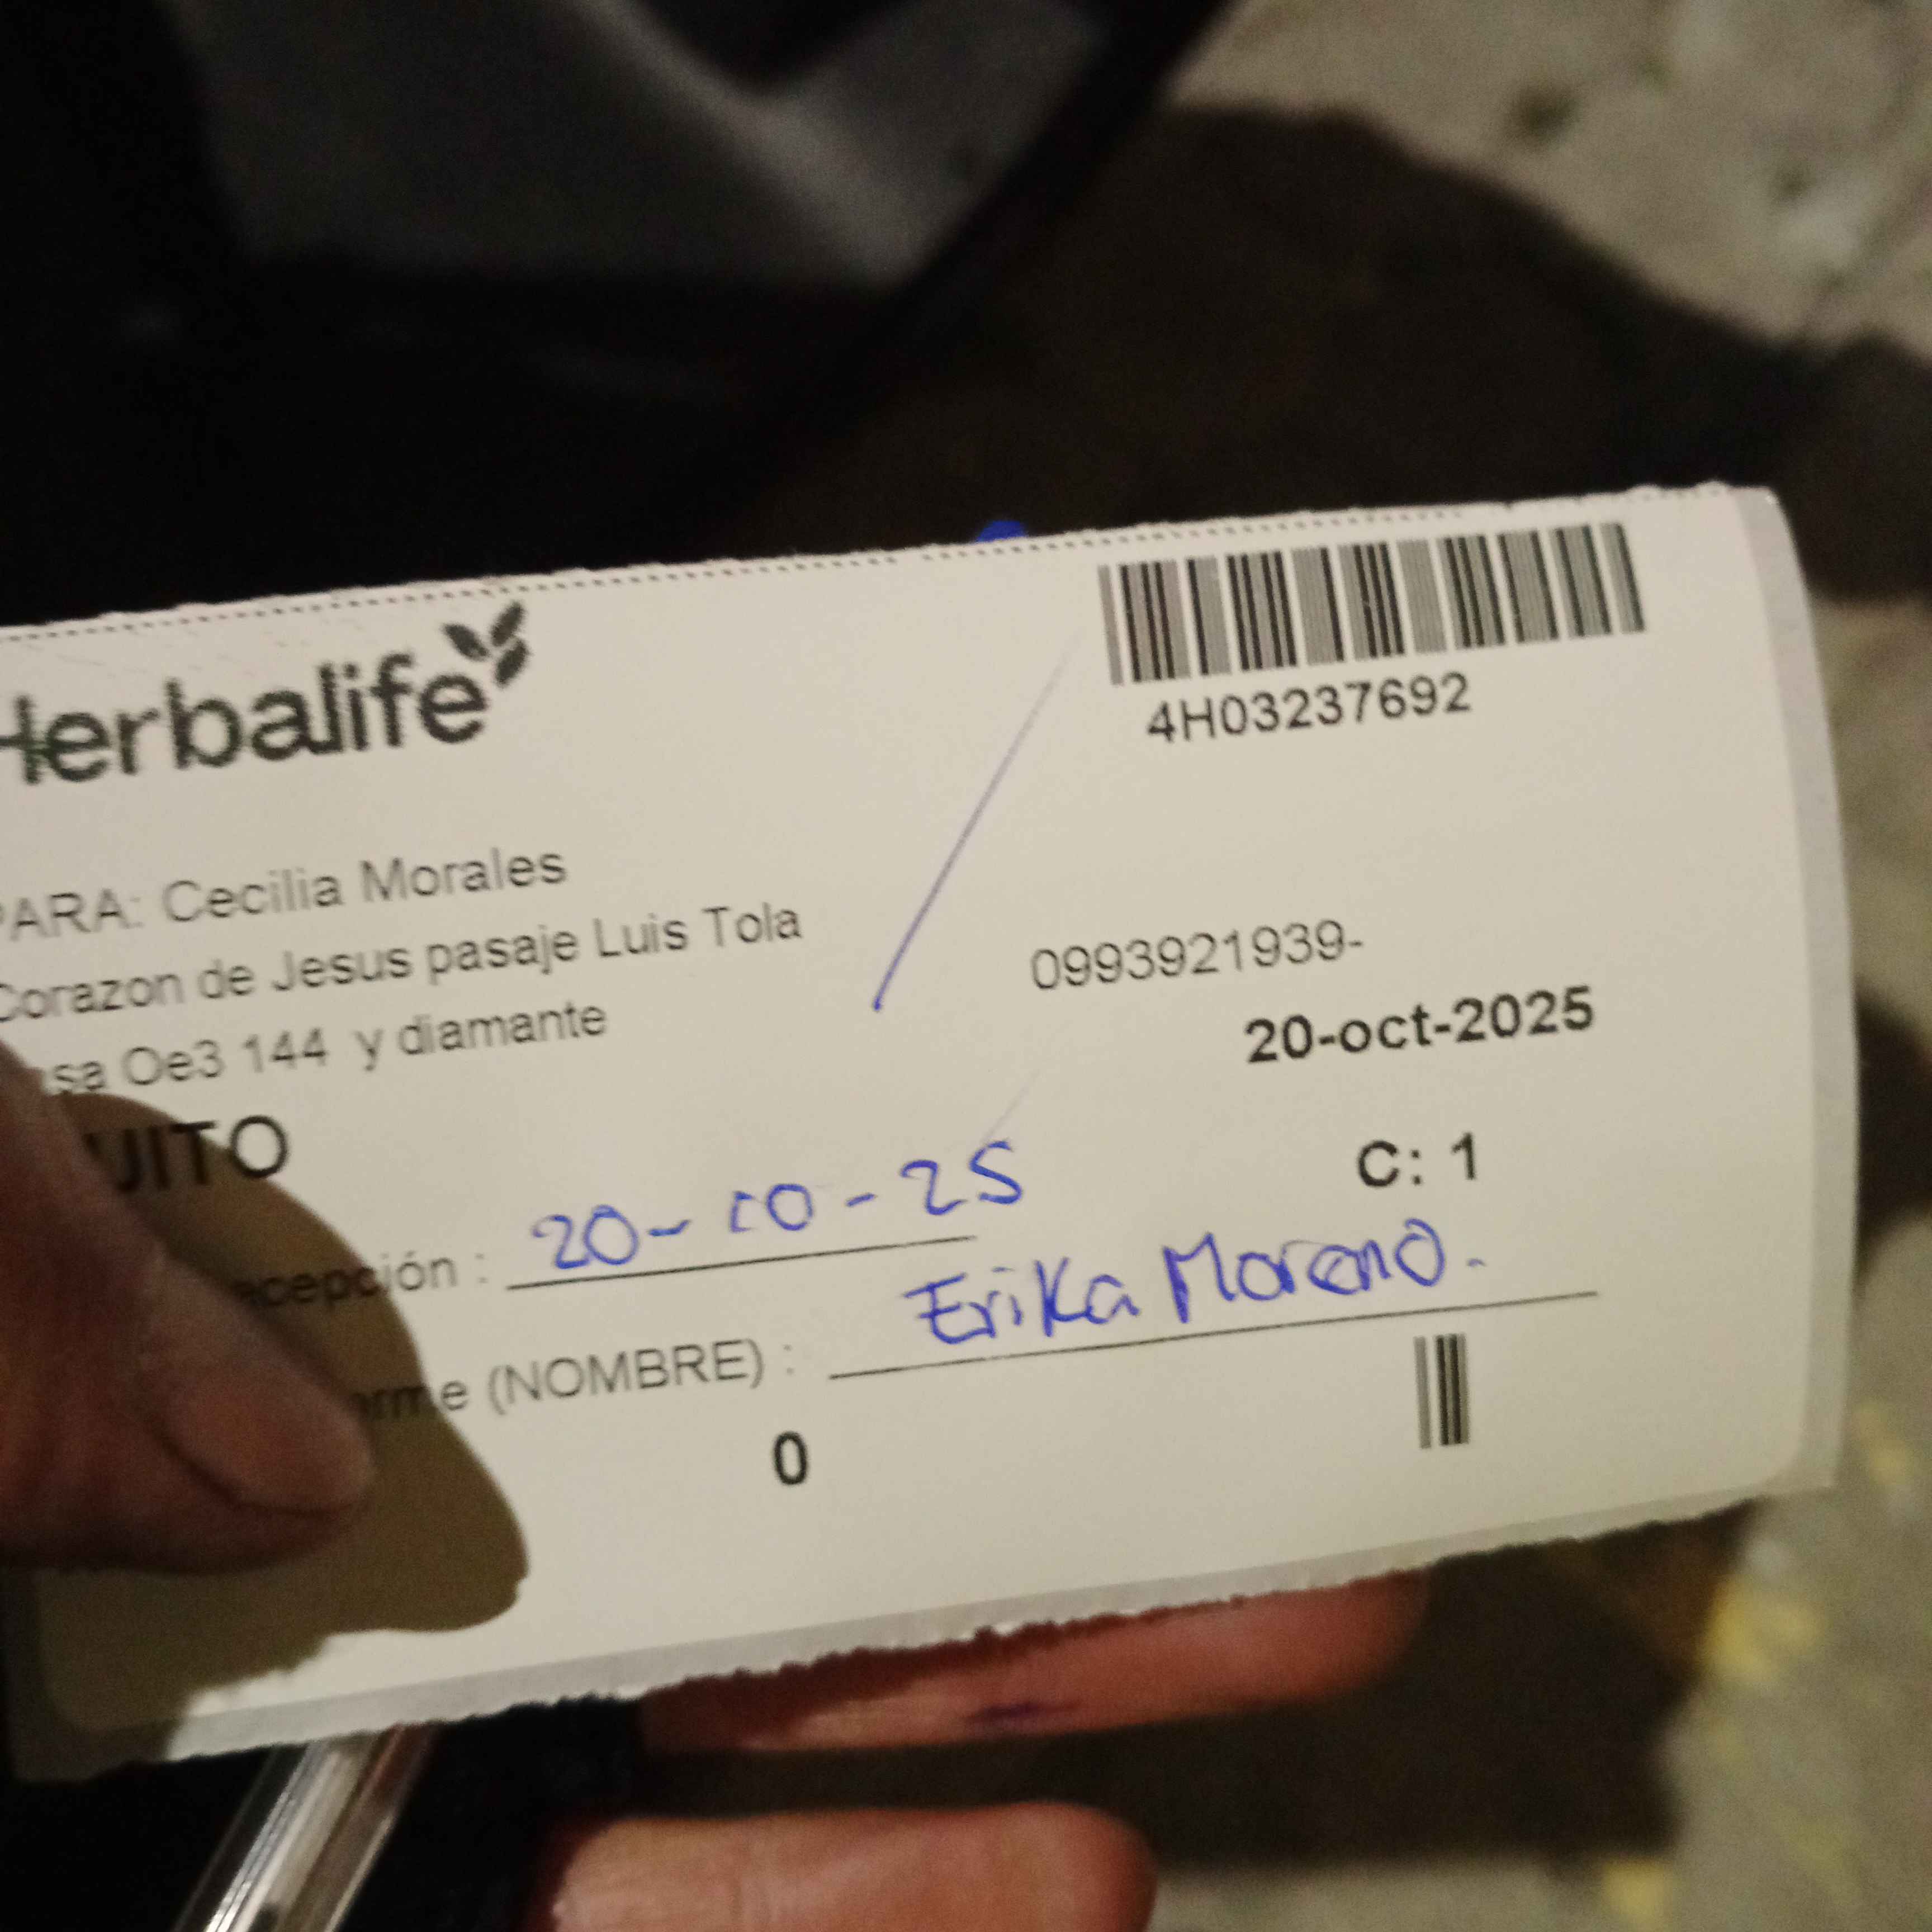 Herbalife
4H03237692
PARA: Cecilia Morales
Corazon de Jesus pasaje Luis Tola
0993921939-
Oe3 144 y diamante
20-oct-2025
C: 1
20-10-25
(NOMBRE) : Erika Moreno.
0